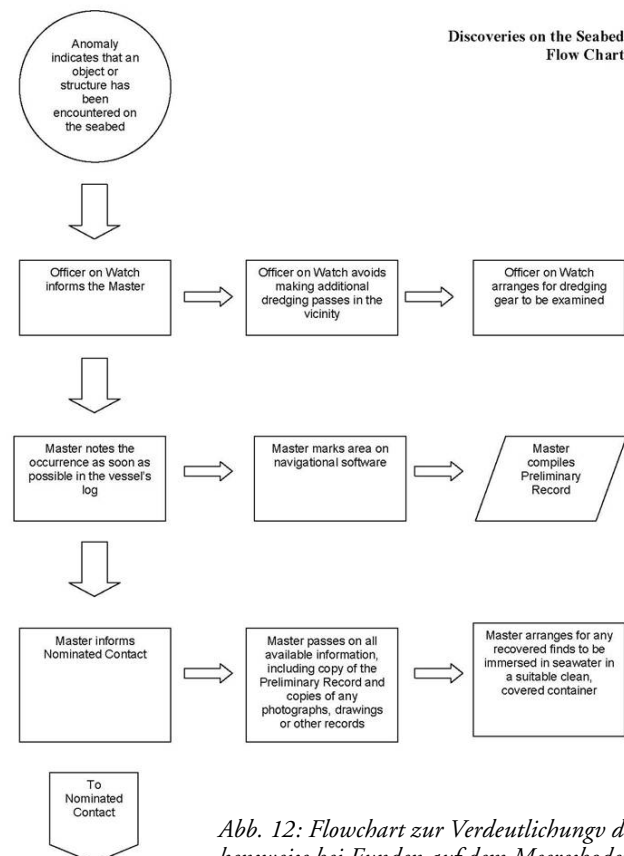 Discoveries on the Seabed
Flow Chart
Anomaly
indicates that an
object or
structure has
been
encountered on
the seabed
Officer on Watch
informs the Master
Officer on Watch avoids
making additional
dredging passes in the
vicinity
Officer on Watch
arranges for dredging
gear to be examined
Master notes the
occurrence as soon as
possible in the vessel's
log
Master marks area on
navigational software
Master
compiles
Preliminary
Record
Master informs
Nominated Contact
Master passes on all
available information,
including copy of the
Preliminary Record and
copies of any
photographs, drawings
or other records
Master arranges for any
recovered finds to be
immersed in seawater in
a suitable clean,
covered container
To
Nominated
Contact
Abb. 12: Flowchart zur Verdeutlichungv d
henweise bei Funden auf dem